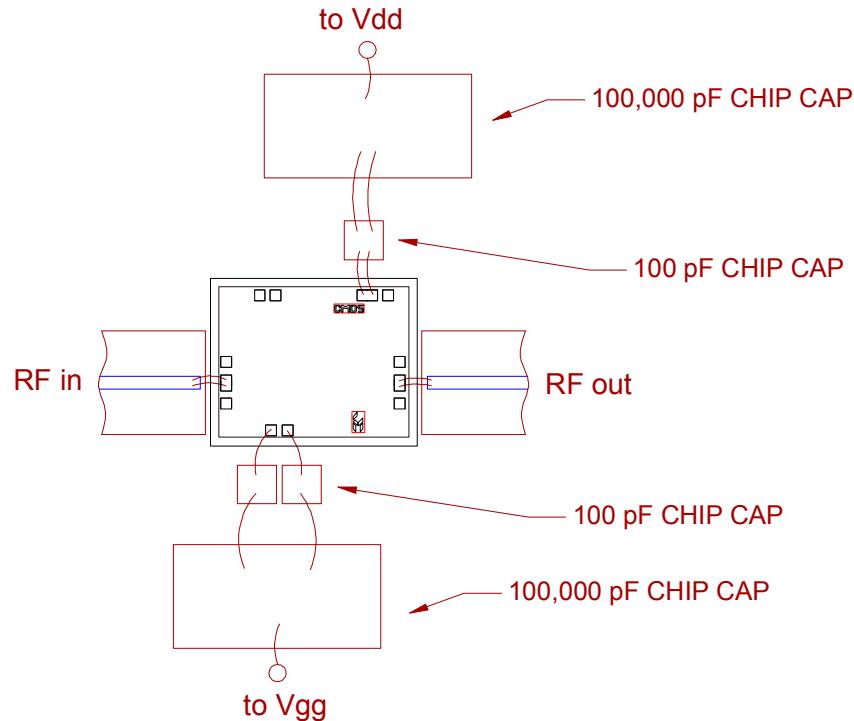 to Vdd
100,000 pF CHIP CAP
100 pF CHIP CAP
CMDS
RF in
RF out
100 pF CHIP CAP
100,000 pF CHIP CAP
to Vgg